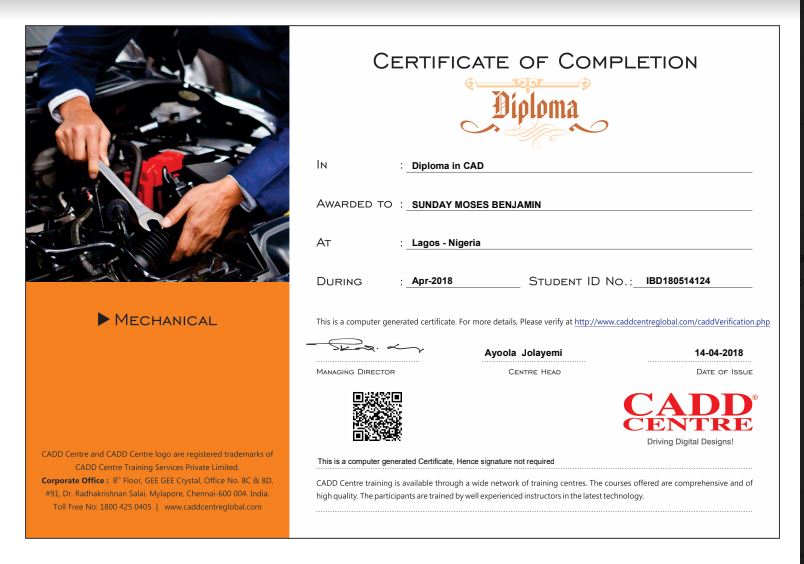 CERTIFICATE OF COMPLETION
Diploma
IN : Diploma in CAD
AWARDED TO : SUNDAY MOSES BENJAMIN
AT : Lagos - Nigeria
DURING : Apr-2018 STUDENT ID NO.: IBD180514124
MECHANICAL
This is a computer generated certificate. For more details, Please verify at http://www.caddcentreglobal.com/caddVerification.php
Ayoola Jolayemi 14-04-2018
MANAGING DIRECTOR CENTRE HEAD DATE OF ISSUE
CADD®
CENTRE
Driving Digital Designs!
This is a computer generated Certificate, Hence signature not required
CADD Centre training is available through a wide network of training centres. The courses offered are comprehensive and of
high quality. The participants are trained by well experienced instructors in the latest technology.
CADD Centre and CADD Centre logo are registered trademarks of
CADD Centre Training Services Private Limited.
Corporate Office : 8th Floor, GEE GEE Crystal, Office No. 8C & 8D,
#91, Dr. Radhakrishnan Salai, Mylapore, Chennai-600 004. India.
Toll Free No: 1800 425 0405 | www.caddcentreglobal.com